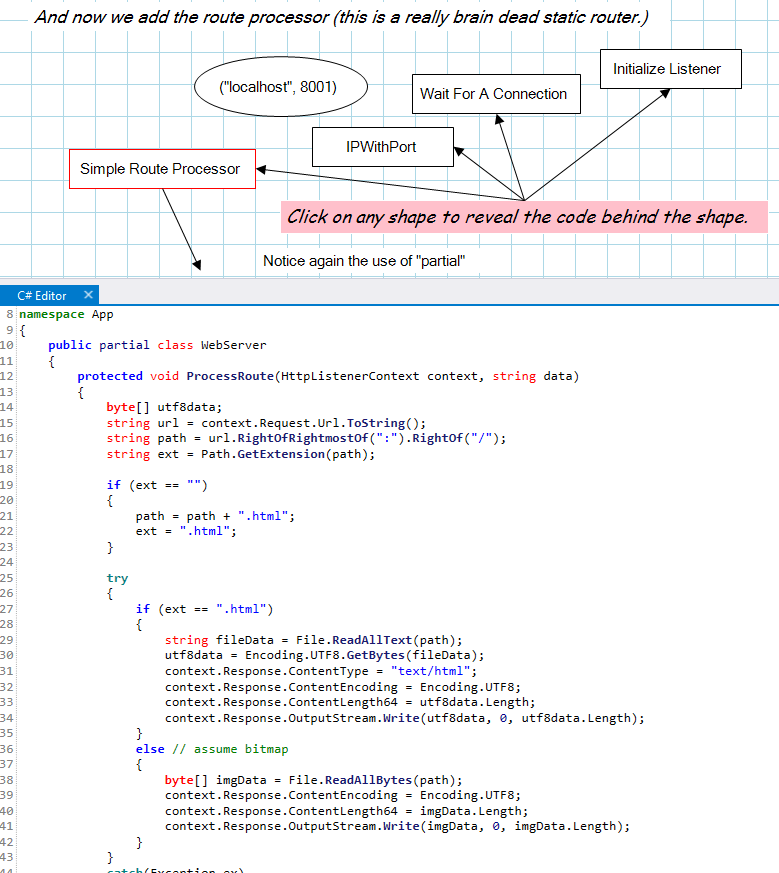 And now we add the route processor (this is a really brain dead static router.)
Initialize Listener
("localhost", 8001)
Wait For A Connection
IPWithPort
Simple Route Processor
Click on any shape to reveal the code behind the shape.
Notice again the use of "partial"
C# Editor ✕
8 namespace App
9 {
10 public partial class WebServer
11 {
12 protected void ProcessRoute(HttpListenerContext context, string data)
13 {
14 byte[] utf8data;
15 string url = context.Request.Url.ToString();
16 string path = url.RightOfRightmostOf(":").RightOf("/");
17 string ext = Path.GetExtension(path);
18
19 if (ext == "")
20 {
21 path = path + ".html";
22 ext = ".html";
23 }
24
25 try
26 {
27 if (ext == ".html")
28 {
29 string fileData = File.ReadAllText(path);
30 utf8data = Encoding.UTF8.GetBytes(fileData);
31 context.Response.ContentType = "text/html";
32 context.Response.ContentEncoding = Encoding.UTF8;
33 context.Response.ContentLength64 = utf8data.Length;
34 context.Response.OutputStream.Write(utf8data, 0, utf8data.Length);
35 }
36 else // assume bitmap
37 {
38 byte[] imgData = File.ReadAllBytes(path);
39 context.Response.ContentEncoding = Encoding.UTF8;
40 context.Response.ContentLength64 = imgData.Length;
41 context.Response.OutputStream.Write(imgData, 0, imgData.Length);
42 }
43 }
44 catch(Exception ex)